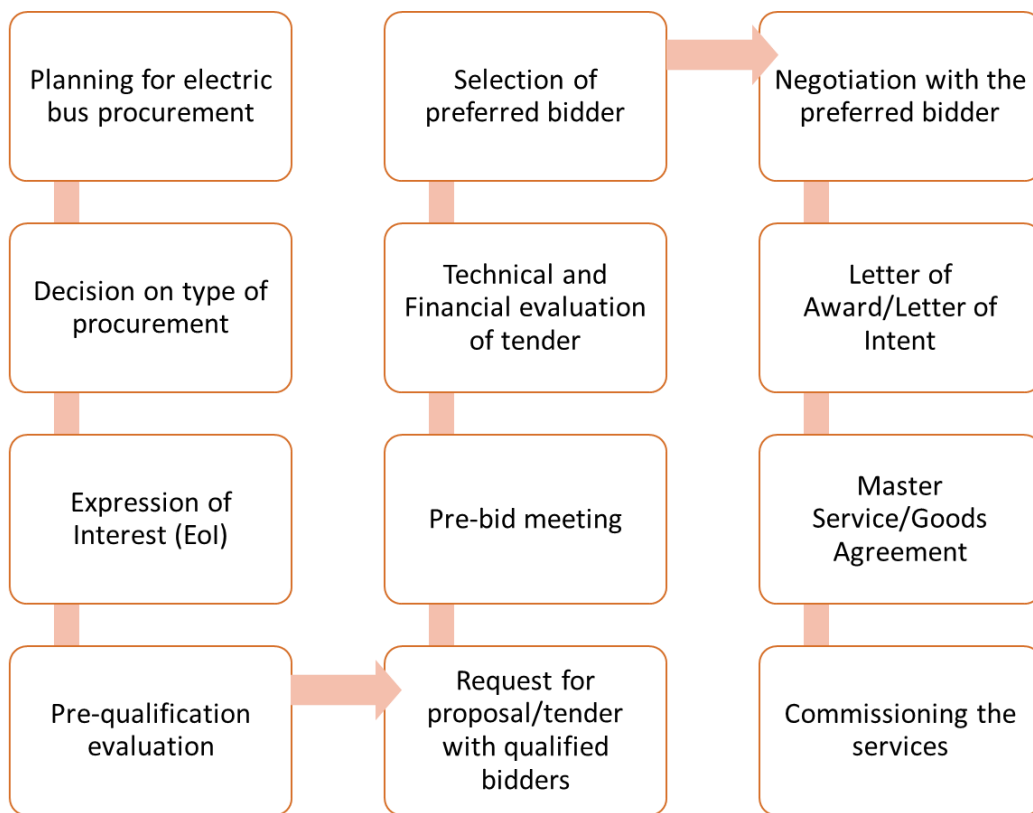 Planning for electric
bus procurement
Decision on type of
procurement
Expression of
Interest (EoI)
Pre-qualification
evaluation
Request for
proposal/tender
with qualified
bidders
Pre-bid meeting
Technical and
Financial evaluation
of tender
Selection of
preferred bidder
Negotiation with the
preferred bidder
Letter of
Award/Letter of
Intent
Master
Service/Goods
Agreement
Commissioning the
services